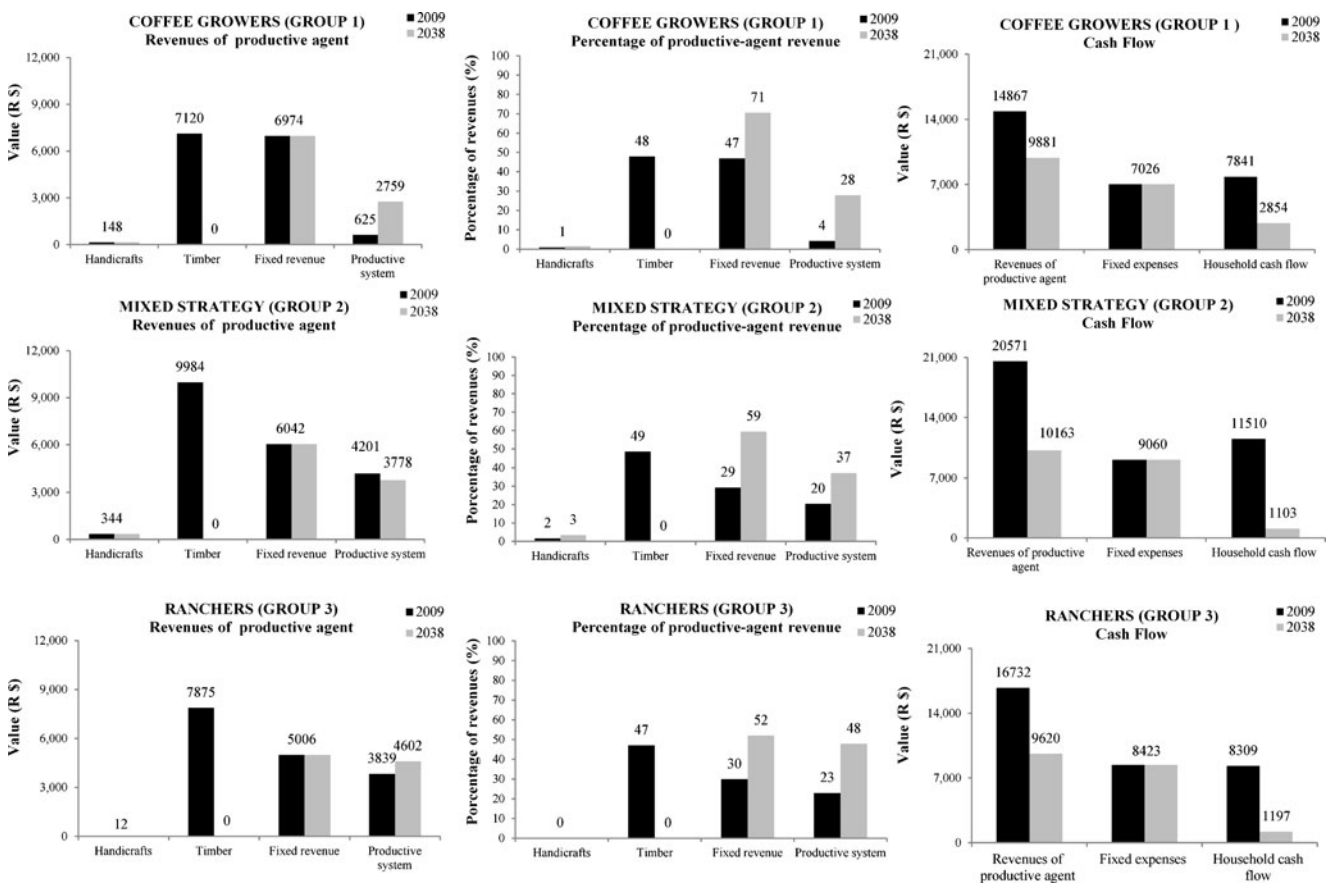 COFFEE GROWERS (GROUP 1)
Revenues of productive agent
2009
2038
Value (R $)
12,000
9,000
6,000
3,000
0
148
7120
0
6974
625
2759
Handicrafts
Timber
Fixed revenue
Productive system
COFFEE GROWERS (GROUP 1)
Percentage of productive-agent revenue
2009
2038
Porcentage of revenues (%)
100
90
80
70
60
50
40
30
20
10
0
1
48
0
47
71
4
28
Handicrafts
Timber
Fixed revenue
Productive system
COFFEE GROWERS (GROUP 1 )
Cash Flow
2009
2038
Value (R $)
21,000
14,000
7,000
0
14867
9881
7026
7841
2854
Revenues of productive agent
Fixed expenses
Household cash flow
MIXED STRATEGY (GROUP 2)
Revenues of productive agent
2009
2038
Value (R $)
12,000
9,000
6,000
3,000
0
344
9984
0
6042
4201
3778
Handicrafts
Timber
Fixed revenue
Productive system
MIXED STRATEGY (GROUP 2)
Percentage of productive-agent revenue
2009
2038
Porcentage of revenues (%)
100
90
80
70
60
50
40
30
20
10
0
2
3
49
0
29
59
20
37
Handicrafts
Timber
Fixed revenue
Productive system
MIXED STRATEGY (GROUP 2)
Cash Flow
2009
2038
Value (R $)
21,000
14,000
7,000
0
20571
10163
9060
11510
1103
Revenues of productive
agent
Fixed expenses
Household cash flow
RANCHERS (GROUP 3)
Revenues of productive agent
2009
2038
Value (R $)
12,000
9,000
6,000
3,000
0
12
7875
0
5006
3839
4602
Handicrafts
Timber
Fixed revenue
Productive
system
RANCHERS (GROUP 3)
Percentage of productive-agent revenue
2009
2038
Porcentage of revenues (%)
100
90
80
70
60
50
40
30
20
10
0
0
47
0
30
52
23
48
Handicrafts
Timber
Fixed revenue
Productive system
RANCHERS (GROUP 3)
Cash Flow
2009
2038
Value (R $)
21,000
14,000
7,000
0
16732
9620
8423
8309
1197
Revenues of
productive agent
Fixed expenses
Household cash
flow